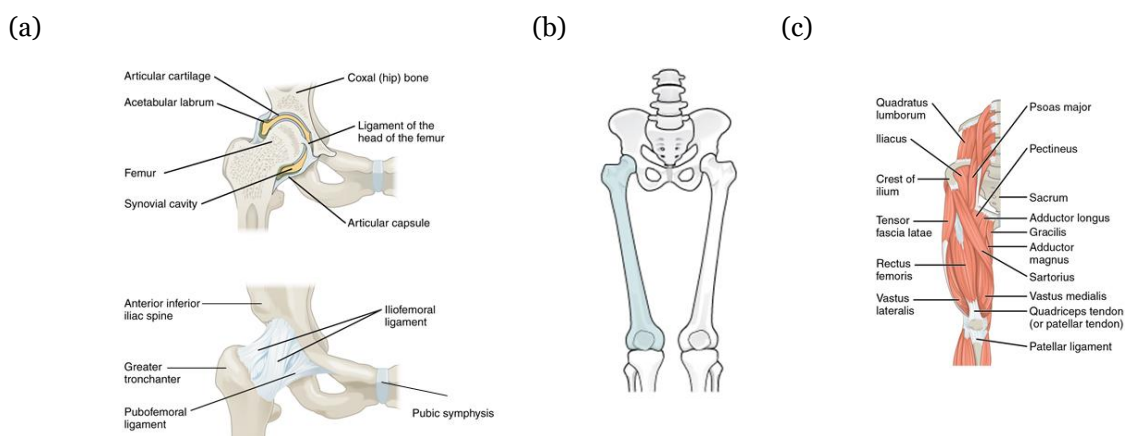 (a)
(b)
(c)
Articular cartilage
Acetabular labrum
Femur
Synovial cavity
Coxal (hip) bone
Ligament of the
head of the femur
Articular capsule
Anterior inferior
iliac spine
Greater
tronchanter
Pubofemoral
ligament
Iliofemoral
ligament
Pubic symphysis
Quadratus
lumborum
Iliacus
Crest of
ilium
Tensor
fascia latae
Rectus
femoris
Vastus
lateralis
Psoas major
Pectineus
Sacrum
Adductor longus
Gracilis
Adductor
magnus
Sartorius
Vastus medialis
Quadriceps tendon
(or patellar tendon)
Patellar ligament